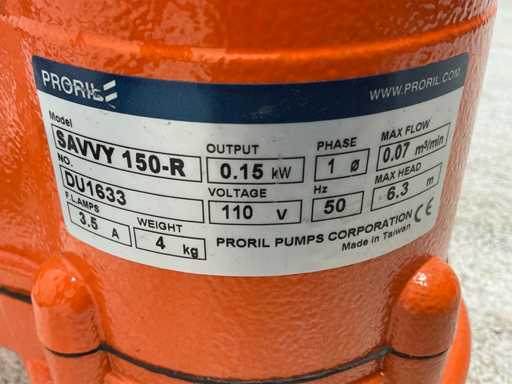 PRORIL
WWW.PRORIL.COM
Model
SAVVY 150-R
OUTPUT
0.15 kW
PHASE
1 Ø
MAX FLOW
0.07 m³/min
NO.
DU1633
VOLTAGE
110 V
Hz
50
MAX HEAD
6.3 m
F.L.AMPS
3.5 A
WEIGHT
4 kg
PRORIL PUMPS CORPORATION CE
Made in Taiwan